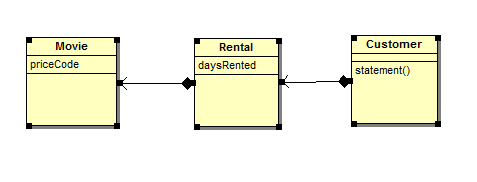 Movie
priceCode
Rental
daysRented
Customer
statement()